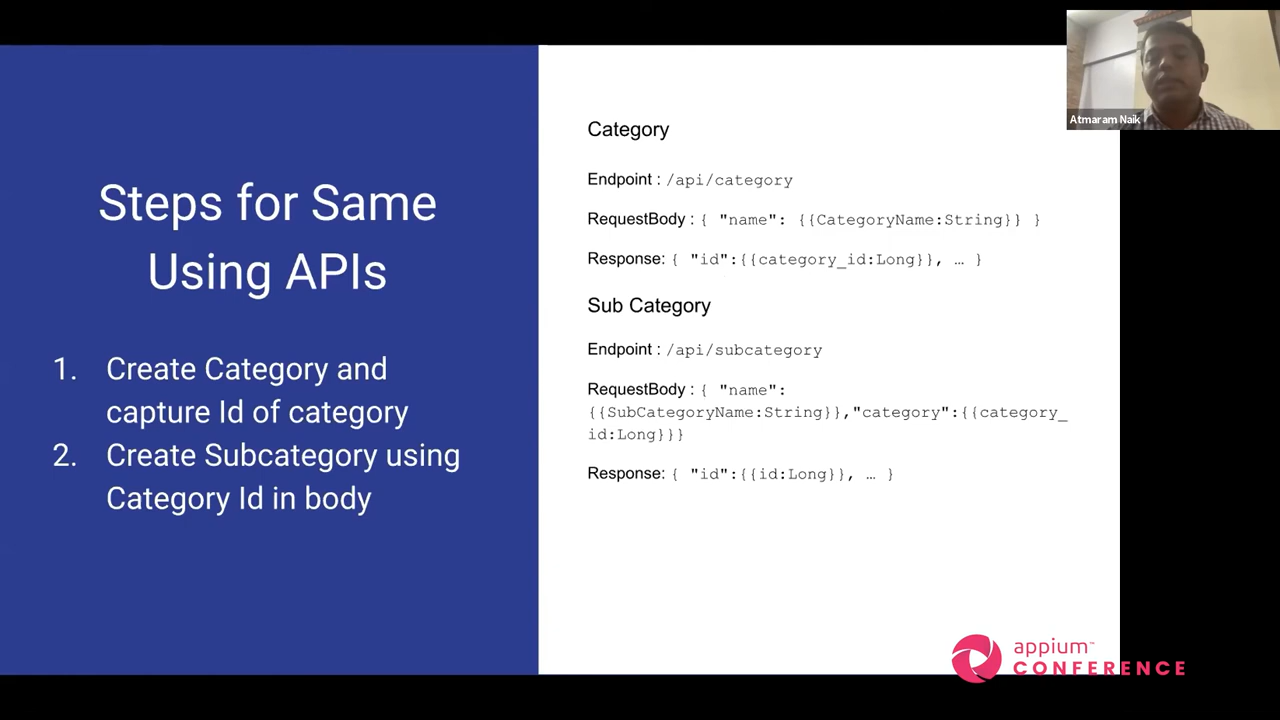 Atmaram Naik
Steps for Same
Using APIs
1. Create Category and
capture Id of category
2. Create Subcategory using
Category Id in body
Category
Endpoint : /api/category
RequestBody : { "name": {{CategoryName:String}} }
Response: { "id":{{category_id:Long}}, … }
Sub Category
Endpoint : /api/subcategory
RequestBody : { "name":
{{SubCategoryName:String}},"category":{{category_
id:Long}}}
Response: { "id":{{id:Long}}, … }
appium™
CONFERENCE